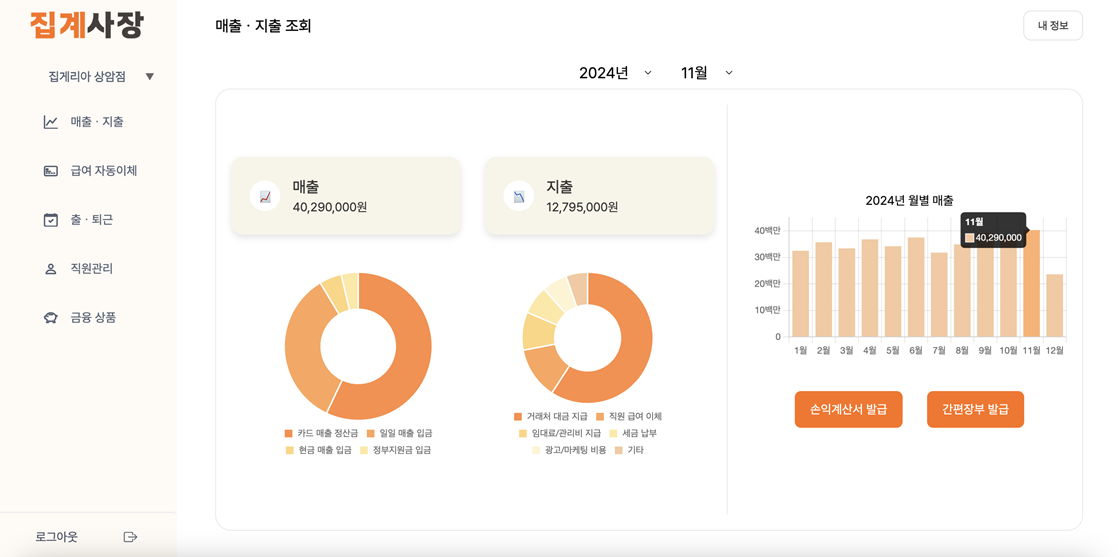 집계사장
집게리아 상암점 ▼
매출 · 지출
급여 자동이체
출 · 퇴근
직원관리
금융 상품
로그아웃
매출 · 지출 조회
내 정보
2024년 11월
매출
40,290,000원
지출
12,795,000원
카드 매출 정산금 일일 매출 입금
현금 매출 입금 정부지원금 입금
거래처 대금 지급 직원 급여 이체
임대료/관리비 지급 세금 납부
광고/마케팅 비용 기타
2024년 월별 매출
11월
40,290,000
40백만
30백만
20백만
10백만
0
1월 2월 3월 4월 5월 6월 7월 8월 9월 10월 11월 12월
손익계산서 발급 간편장부 발급